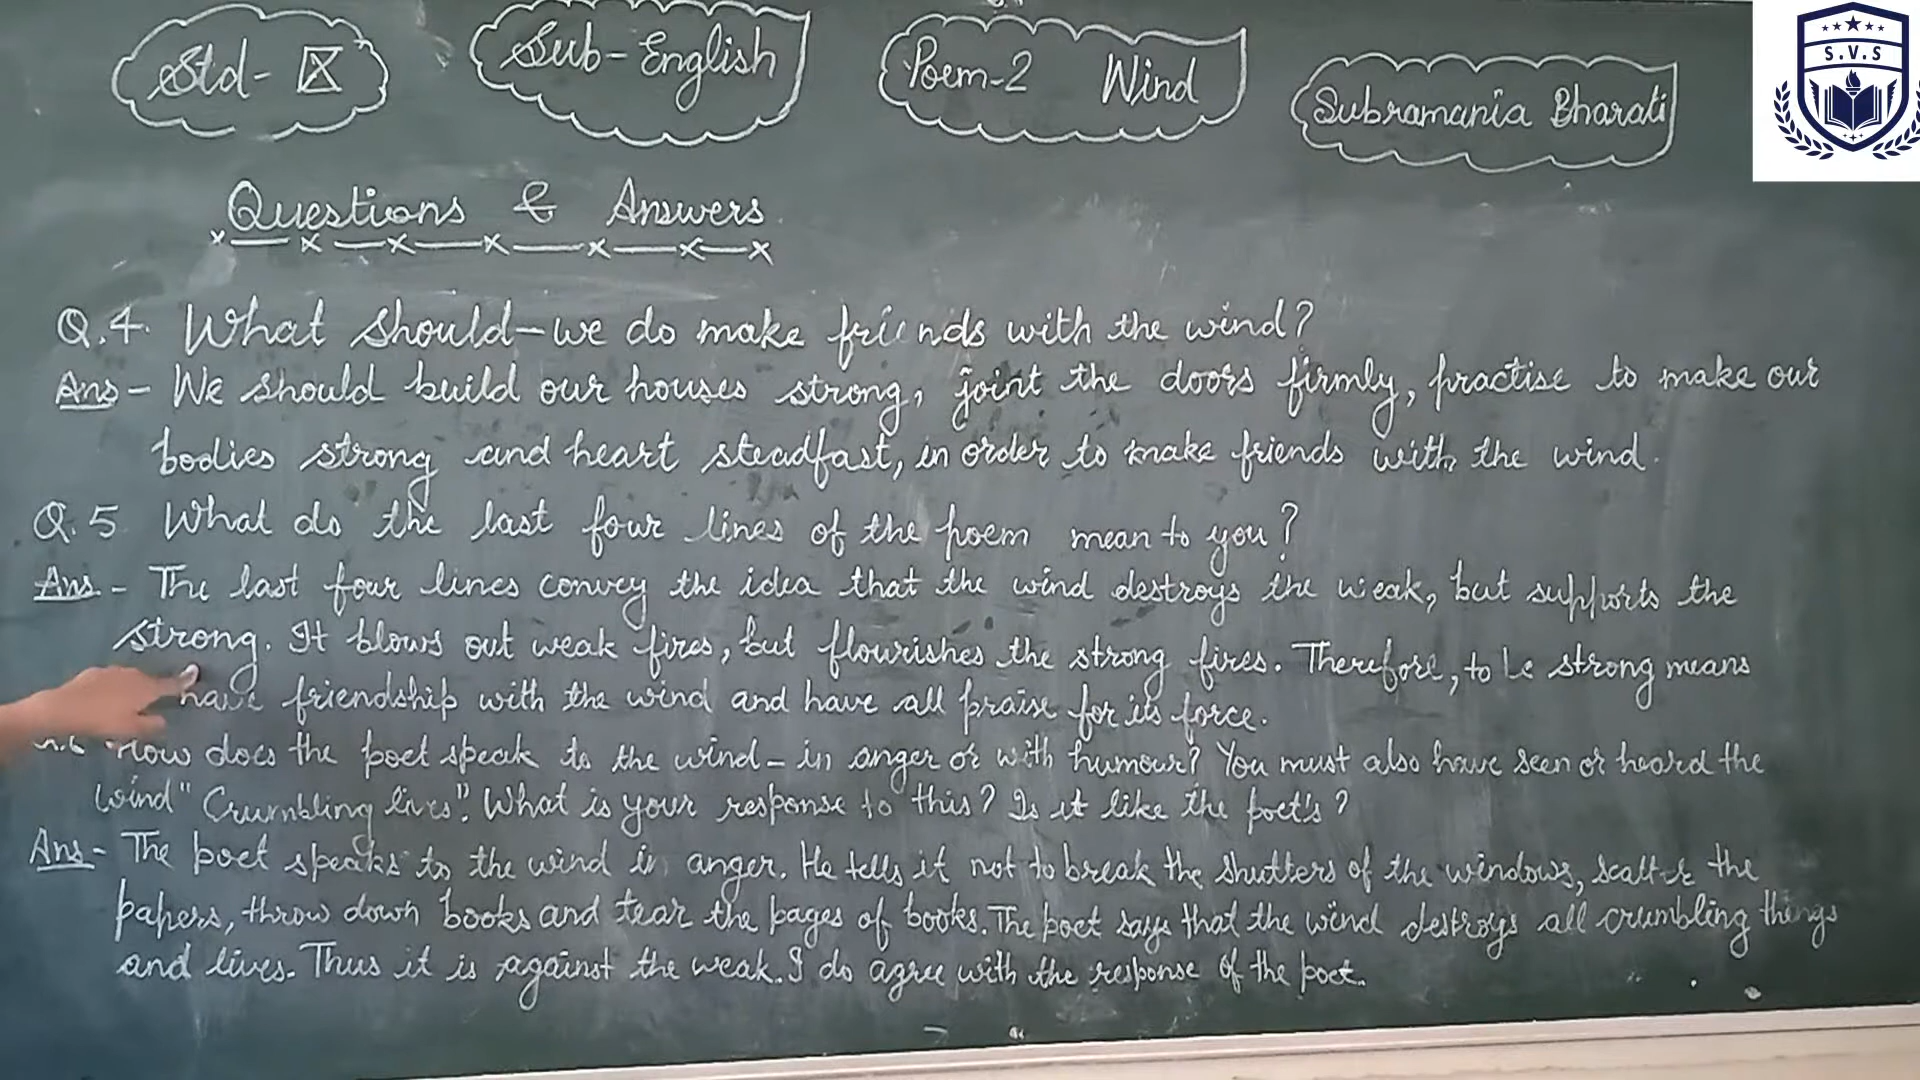 Std- IX
Sub- English
Poem-2 Wind
Subramania Bharati
S.V.S
Questions & Answers
Q.4. What should we do make friends with the wind?
Ans- We should build our houses strong, joint the doors firmly, practise to make our
bodies strong and heart steadfast, in order to make friends with the wind.
Q.5 What do the last four lines of the poem mean to you?
Ans- The last four lines convey the idea that the wind destroys the weak, but supports the
strong. It blows out weak fires, but flourishes the strong fires. Therefore, to be strong means
have friendship with the wind and have all praise for its force.
How does the poet speak to the wind - in anger or with humour? You must also have seen or heard the
wind "Crumbling lives". What is your response to this? Is it like the poet's?
Ans- The poet speaks to the wind in anger. He tells it not to break the shutters of the windows, scatter the
papers, throw down books and tear the pages of books. The poet says that the wind destroys all crumbling things
and lives. Thus it is against the weak. I do agree with the response of the poet.